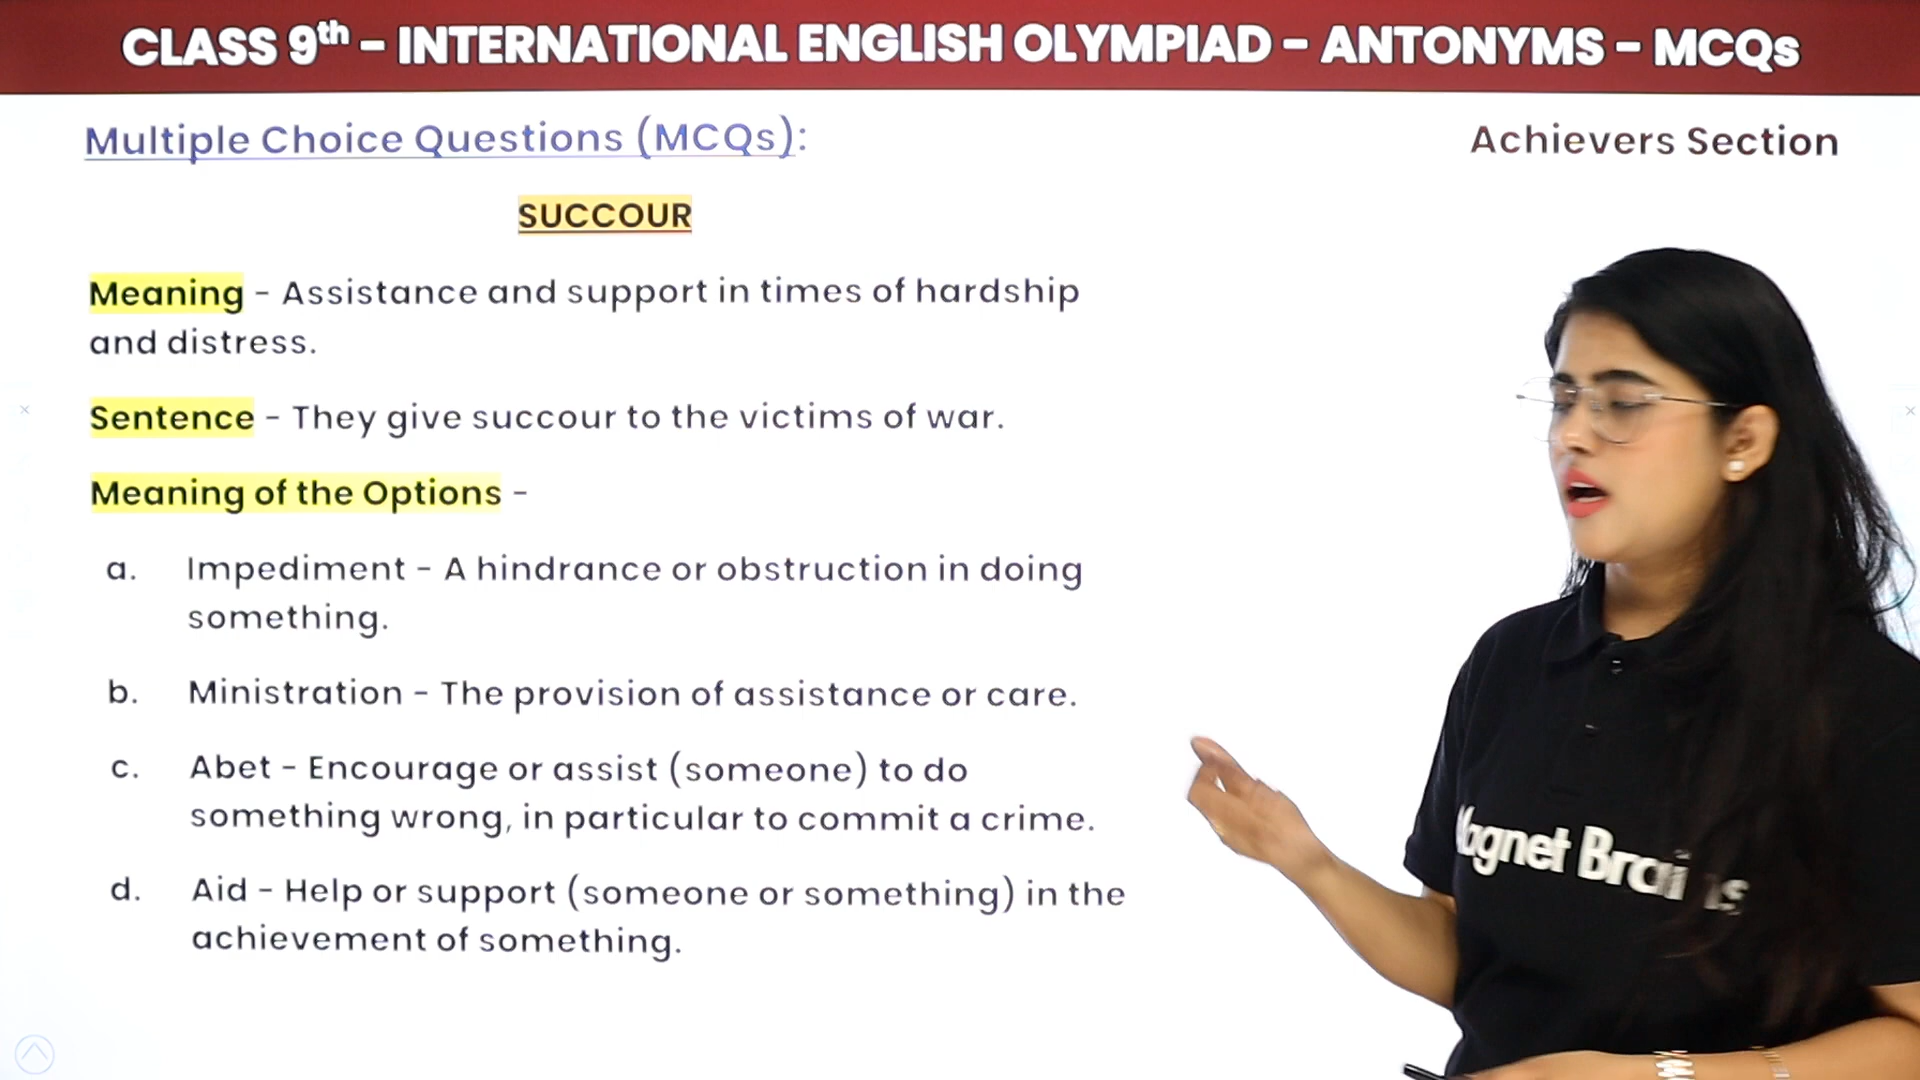 CLASS 9th - INTERNATIONAL ENGLISH OLYMPIAD - ANTONYMS - MCQs
Multiple Choice Questions (MCQs):
Achievers Section
SUCCOUR
Meaning - Assistance and support in times of hardship
and distress.
Sentence - They give succour to the victims of war.
Meaning of the Options -
a. Impediment - A hindrance or obstruction in doing
something.
b. Ministration - The provision of assistance or care.
c. Abet - Encourage or assist (someone) to do
something wrong, in particular to commit a crime.
d. Aid - Help or support (someone or something) in the
achievement of something.
Magnet Brains